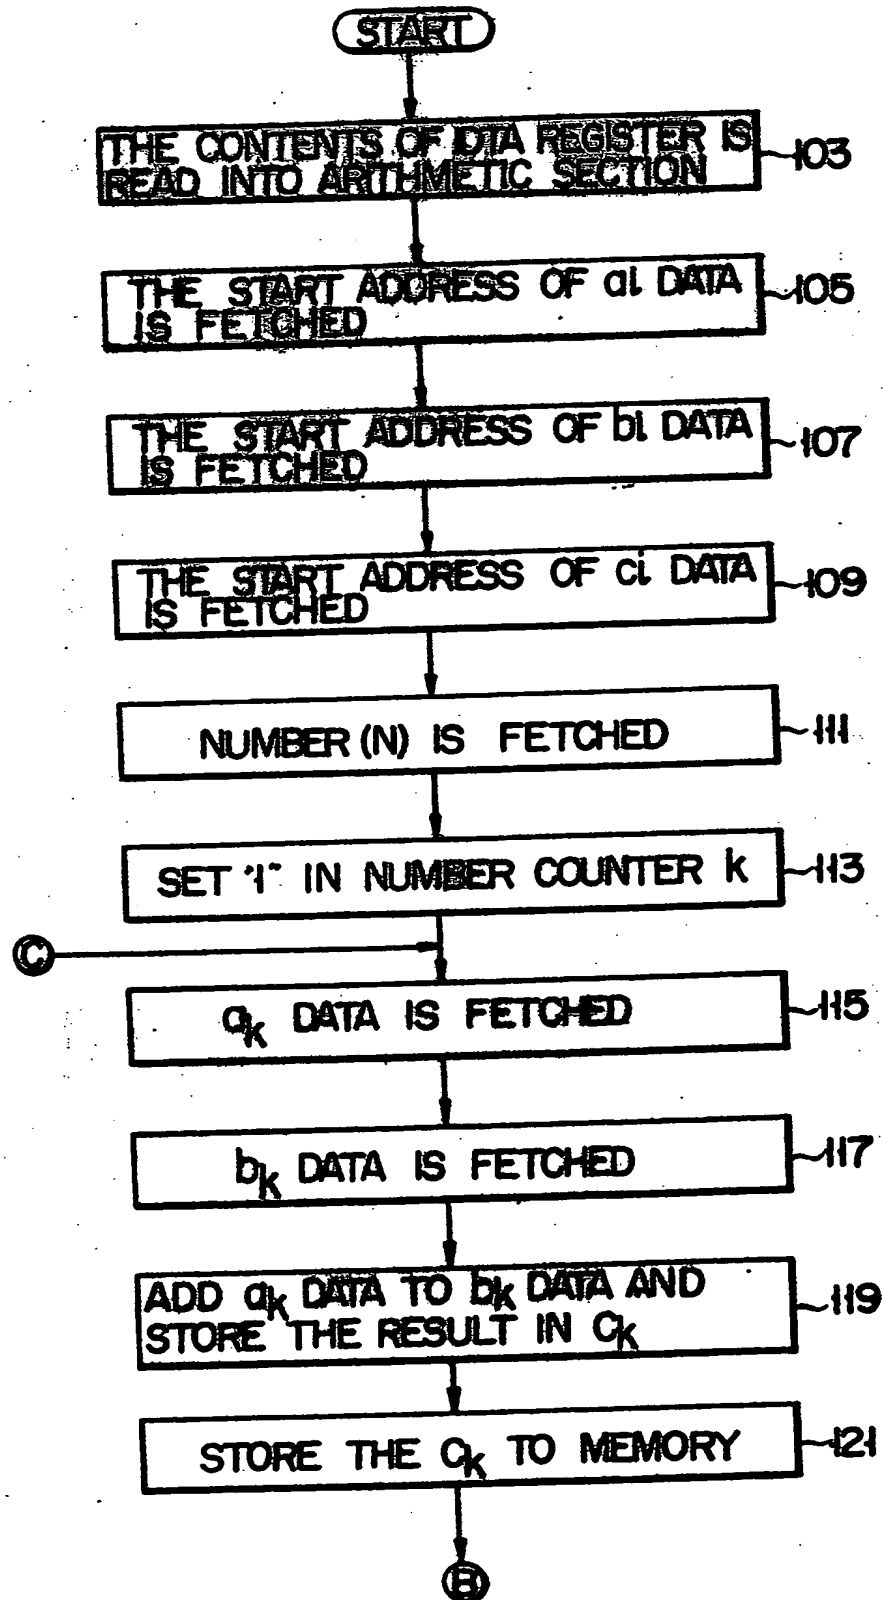 START
THE CONTENTS OF DTA REGISTER IS
READ INTO ARITHMETIC SECTION
103
THE START ADDRESS OF ai DATA
IS FETCHED
105
THE START ADDRESS OF bi DATA
IS FETCHED
107
THE START ADDRESS OF ci DATA
IS FETCHED
109
NUMBER (N) IS FETCHED
111
SET "1" IN NUMBER COUNTER k
113
C
ak DATA IS FETCHED
115
bk DATA IS FETCHED
117
ADD ak DATA TO bk DATA AND
STORE THE RESULT IN Ck
119
STORE THE Ck TO MEMORY
121
B